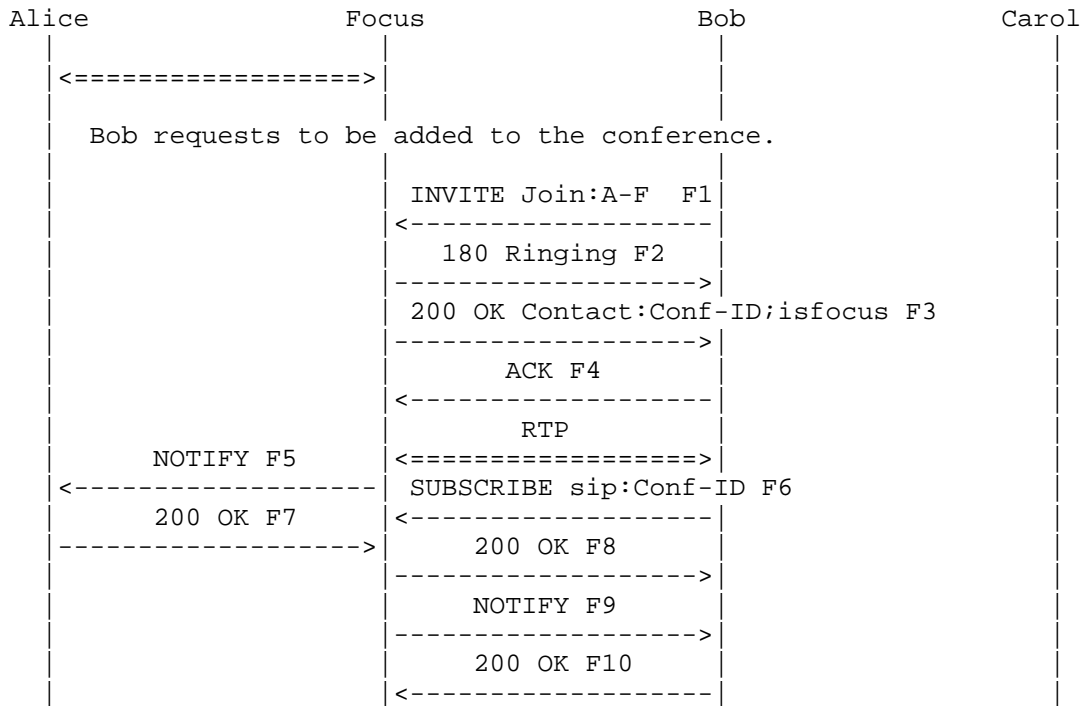 Alice Focus Bob Carol
<==================>
Bob requests to be added to the conference.
INVITE Join:A-F F1
<--------------------
180 Ringing F2
------------------->
200 OK Contact:Conf-ID;isfocus F3
------------------->
ACK F4
<--------------------
RTP
NOTIFY F5 <==================>
<------------------- SUBSCRIBE sip:Conf-ID F6
200 OK F7 <--------------------
-------------------> 200 OK F8
------------------->
NOTIFY F9
------------------->
200 OK F10
<--------------------